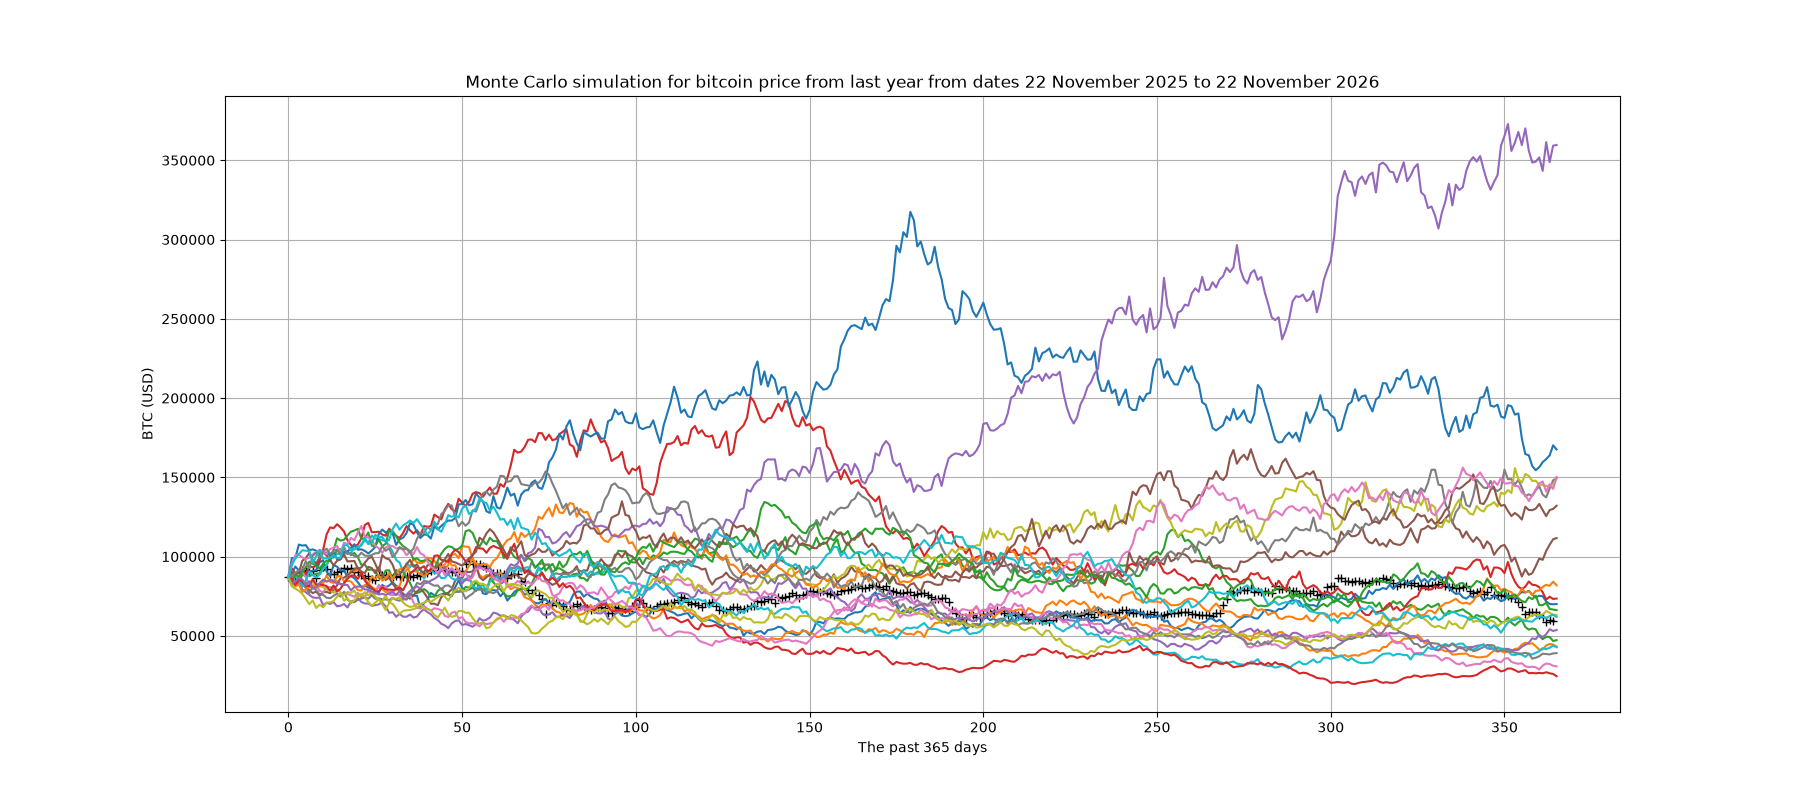 Monte Carlo simulation for bitcoin price from last year from dates 22 November 2025 to 22 November 2026
350000
300000
250000
200000
150000
100000
50000
BTC (USD)
0 50 100 150 200 250 300 350
The past 365 days